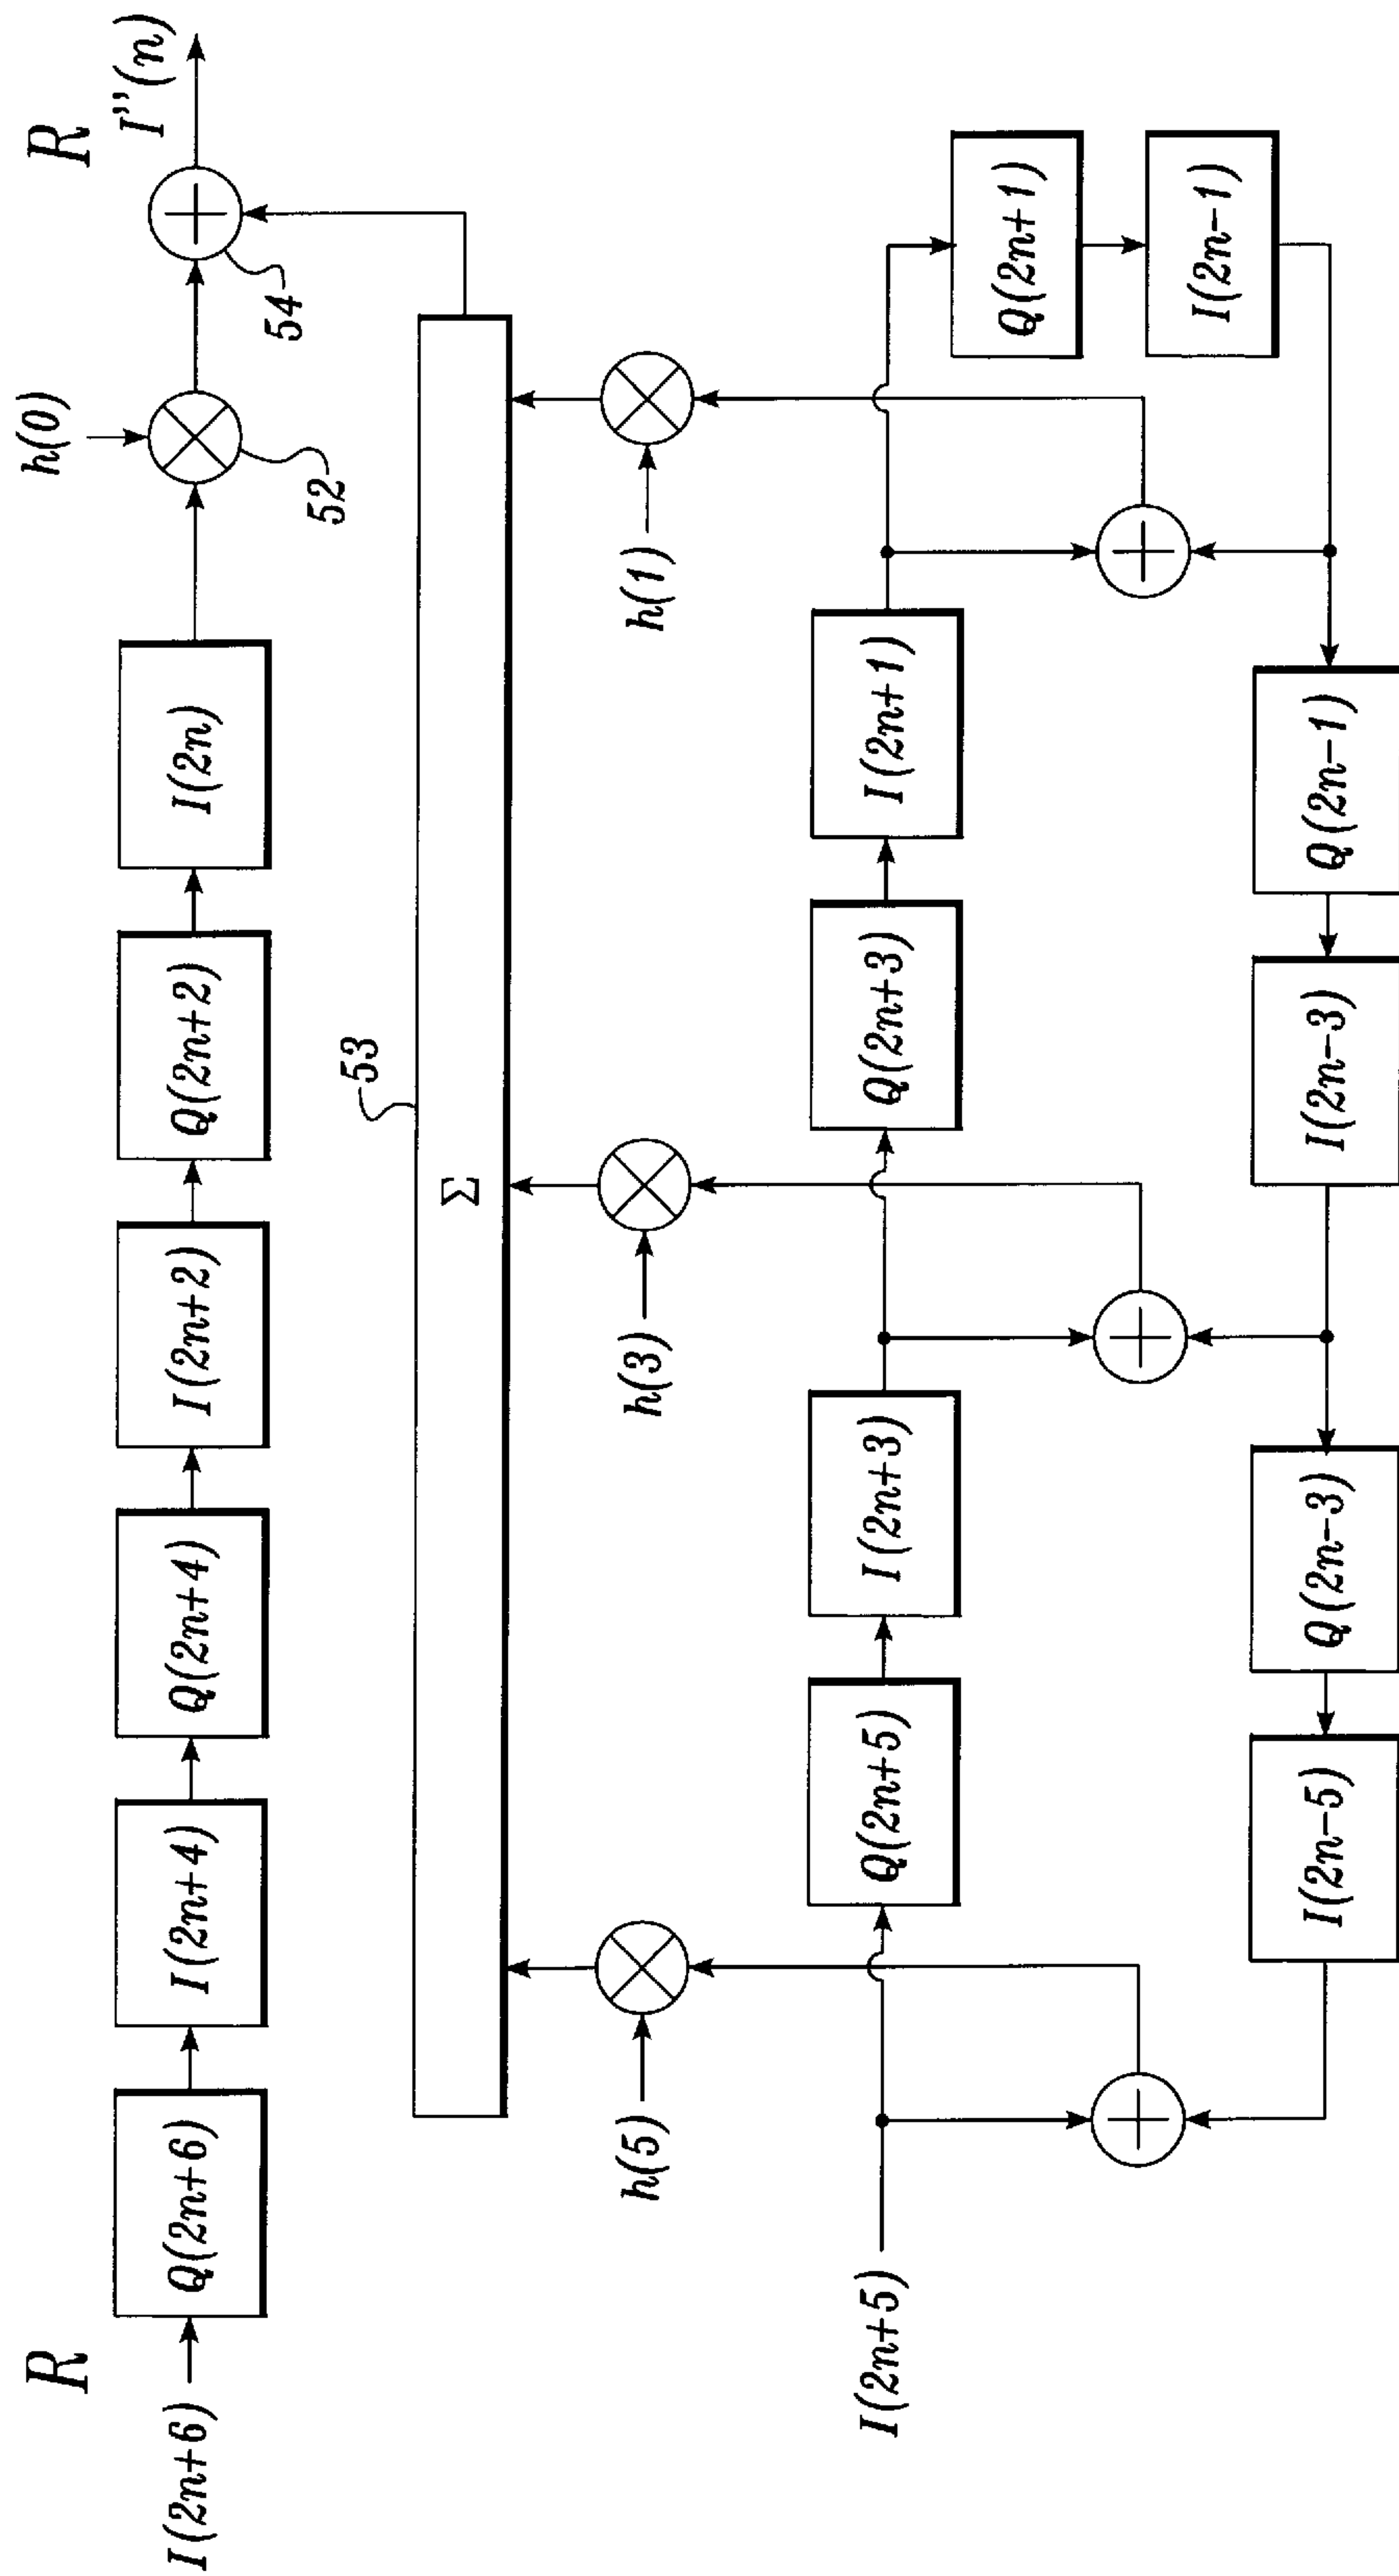 R
R
I(2n+6)
Q(2n+6)
I(2n+4)
Q(2n+4)
I(2n+2)
Q(2n+2)
I(2n)
h(0)
I''(n)
52
54
53
Σ
h(5)
h(3)
h(1)
I(2n+5)
Q(2n+5)
I(2n+3)
Q(2n+3)
I(2n+1)
Q(2n+1)
I(2n-1)
I(2n-5)
Q(2n-3)
I(2n-3)
Q(2n-1)